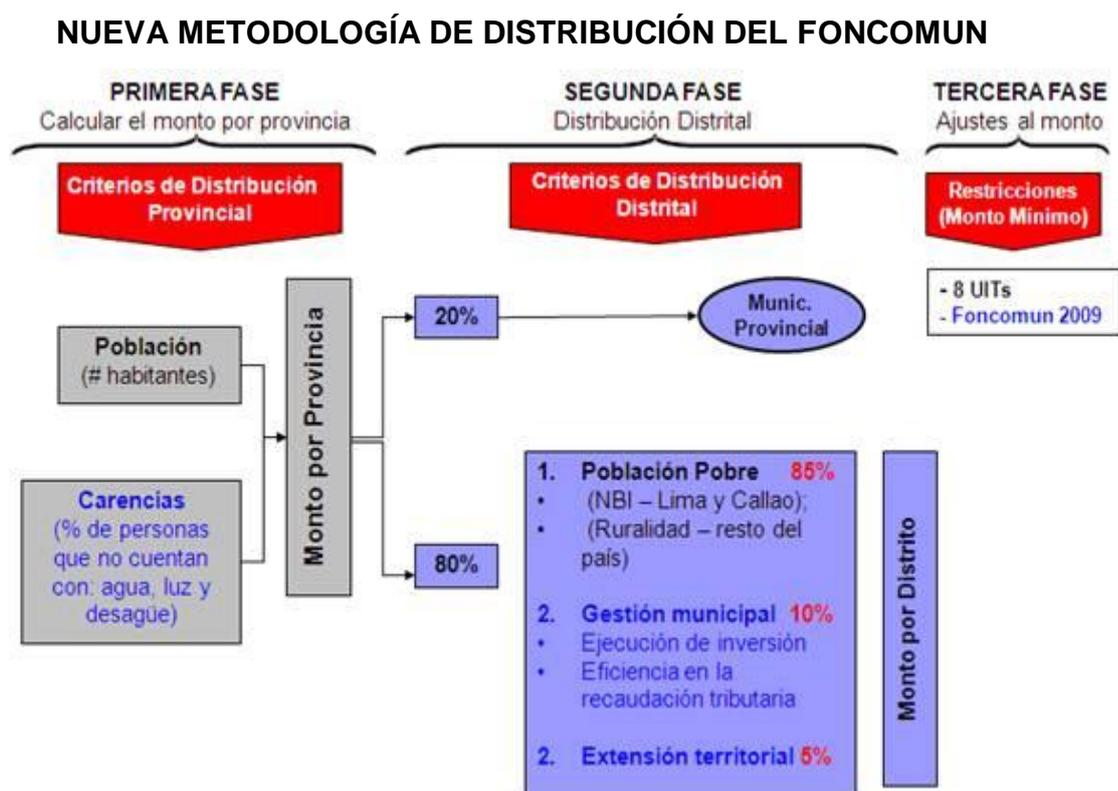 NUEVA METODOLOGÍA DE DISTRIBUCIÓN DEL FONCOMUN
PRIMERA FASE
Calcular el monto por provincia
Criterios de Distribución
Provincial
Población
(# habitantes)
Carencias
(% de personas
que no cuentan
con: agua, luz y
desagüe)
Monto por Provincia
SEGUNDA FASE
Distribución Distrital
Criterios de Distribución
Distrital
20%
Munic.
Provincial
80%
1. Población Pobre 85%
• (NBI – Lima y Callao);
• (Ruralidad – resto del
país)
2. Gestión municipal 10%
• Ejecución de inversión
• Eficiencia en la
recaudación tributaria
2. Extensión territorial 5%
Monto por Distrito
TERCERA FASE
Ajustes al monto
Restricciones
(Monto Mínimo)
- 8 UITs
- Foncomun 2009